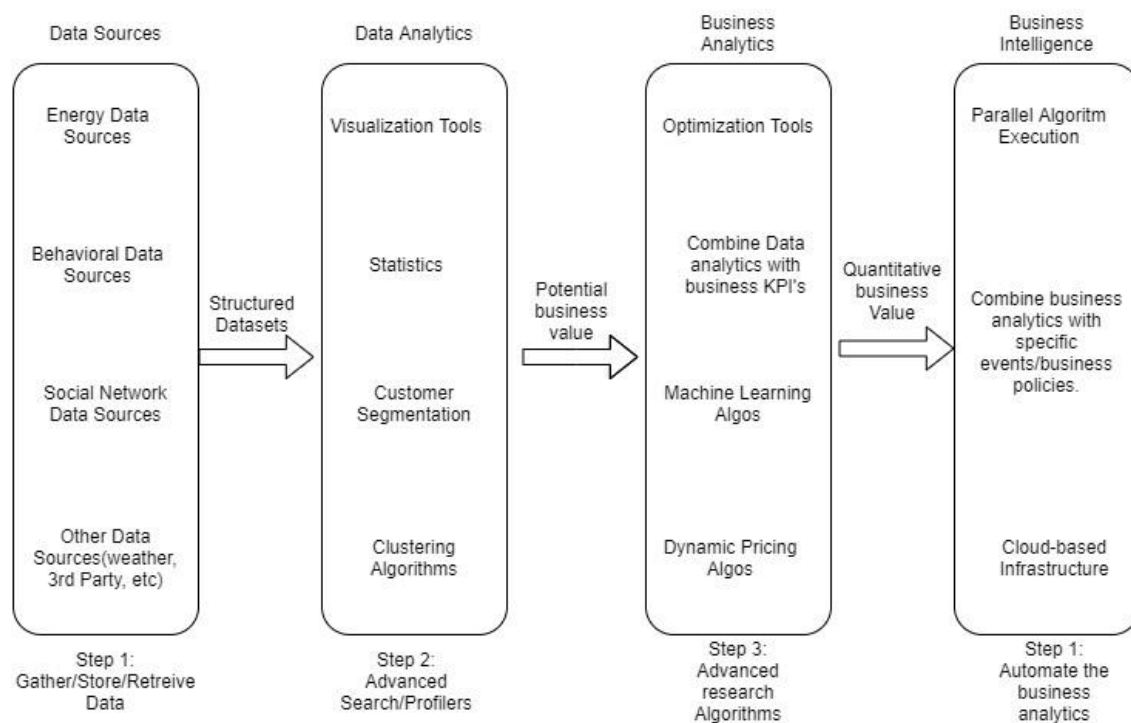 Data Sources
Energy Data
Sources
Behavioral Data
Sources
Social Network
Data Sources
Other Data
Sources(weather,
3rd Party, etc)
Step 1:
Gather/Store/Retreive
Data
Structured
Datasets
Data Analytics
Visualization Tools
Statistics
Customer
Segmentation
Clustering
Algorithms
Step 2:
Advanced
Search/Profilers
Potential
business
value
Business
Analytics
Optimization Tools
Combine Data
analytics with
business KPI's
Machine Learning
Algos
Dynamic Pricing
Algos
Step 3:
Advanced
research
Algorithms
Quantitative
business
Value
Business
Intelligence
Parallel Algoritm
Execution
Combine business
analytics with
specific
events/business
policies.
Cloud-based
Infrastructure
Step 1:
Automate the
business
analytics